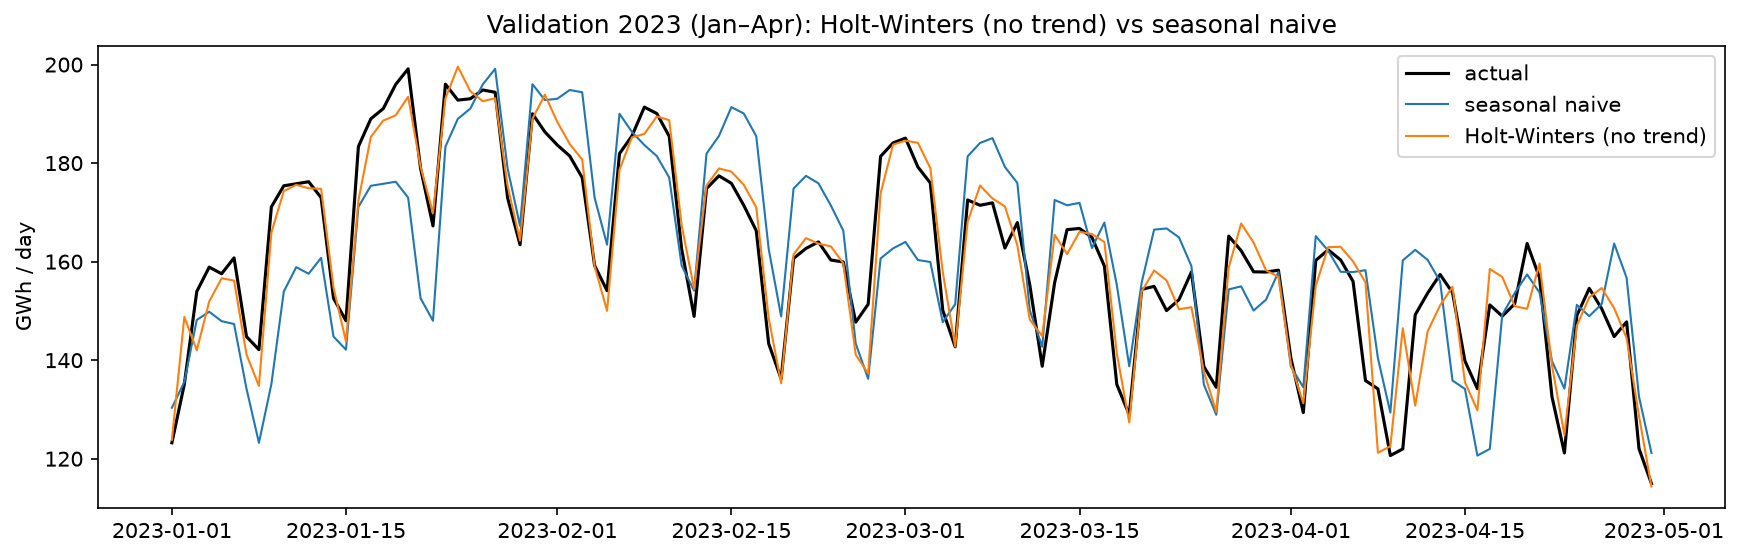 Validation 2023 (Jan–Apr): Holt-Winters (no trend) vs seasonal naive
actual
seasonal naive
Holt-Winters (no trend)
GWh / day
200
180
160
140
120
2023-01-01 2023-01-15 2023-02-01 2023-02-15 2023-03-01 2023-03-15 2023-04-01 2023-04-15 2023-05-01